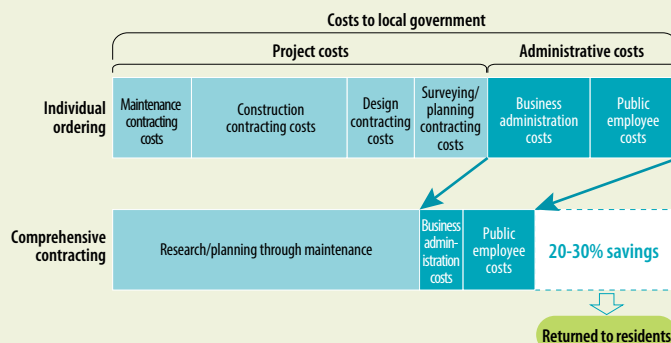 Costs to local government
Project costs
Administrative costs
Individual
ordering
Maintenance
contracting
costs
Construction
contracting costs
Design
contracting
costs
Surveying/
planning
contracting
costs
Business
administration
costs
Public
employee
costs
Comprehensive
contracting
Research/planning through maintenance
Business
admin-
istration
costs
Public
employee
costs
20-30% savings
Returned to residents